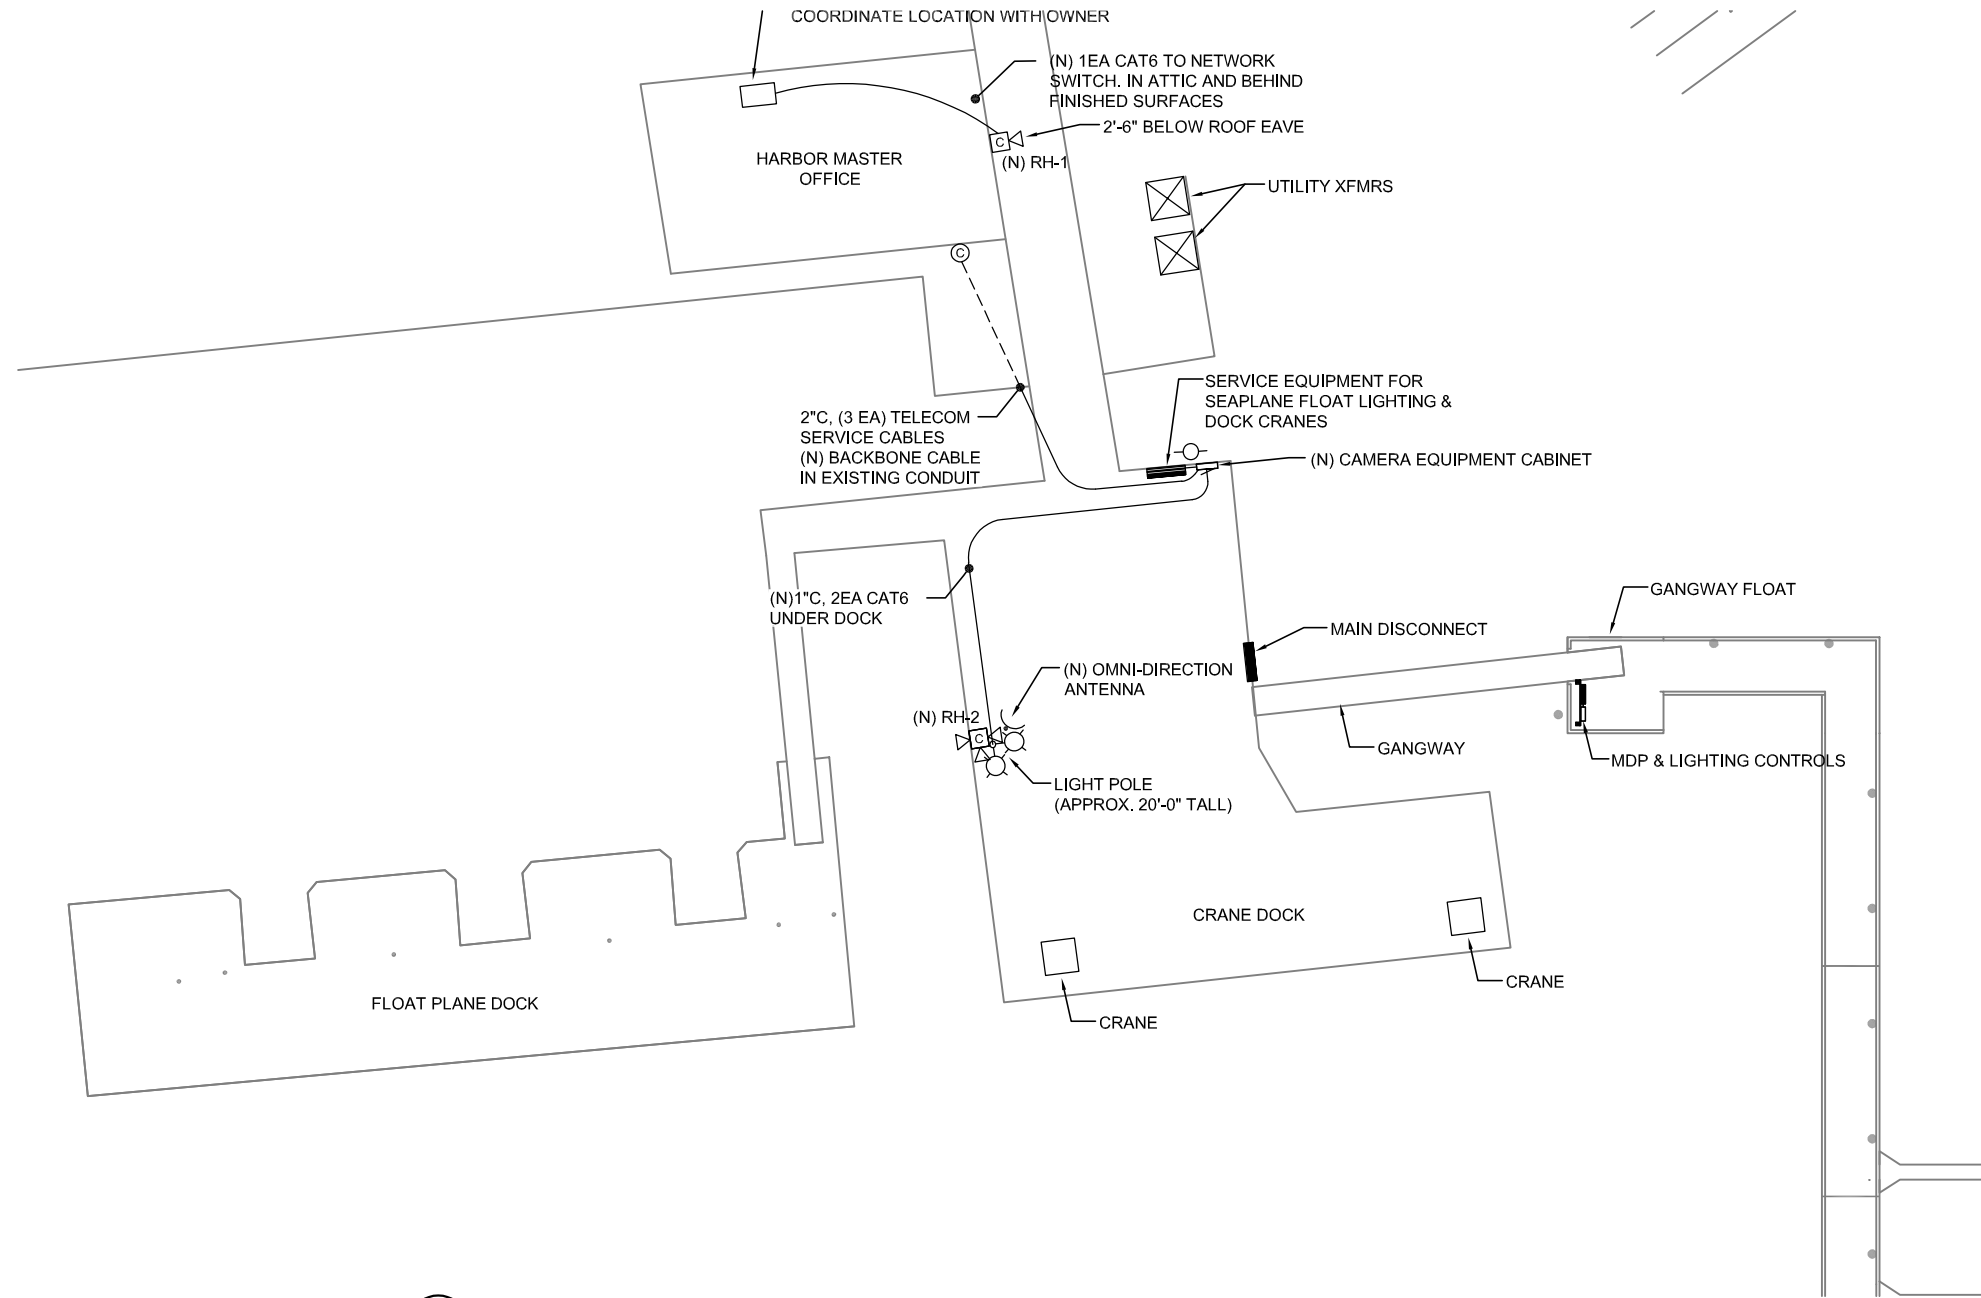 COORDINATE LOCATION WITH OWNER
(N) 1EA CAT6 TO NETWORK
SWITCH. IN ATTIC AND BEHIND
FINISHED SURFACES
2'-6" BELOW ROOF EAVE
C
(N) RH-1
HARBOR MASTER
OFFICE
UTILITY XFMRS
C
SERVICE EQUIPMENT FOR
SEAPLANE FLOAT LIGHTING &
DOCK CRANES
2"C, (3 EA) TELECOM
SERVICE CABLES
(N) BACKBONE CABLE
IN EXISTING CONDUIT
(N) CAMERA EQUIPMENT CABINET
(N)1"C, 2EA CAT6
UNDER DOCK
GANGWAY FLOAT
MAIN DISCONNECT
(N) OMNI-DIRECTION
ANTENNA
(N) RH-2
C
GANGWAY
MDP & LIGHTING CONTROLS
LIGHT POLE
(APPROX. 20'-0" TALL)
CRANE DOCK
CRANE
FLOAT PLANE DOCK
CRANE